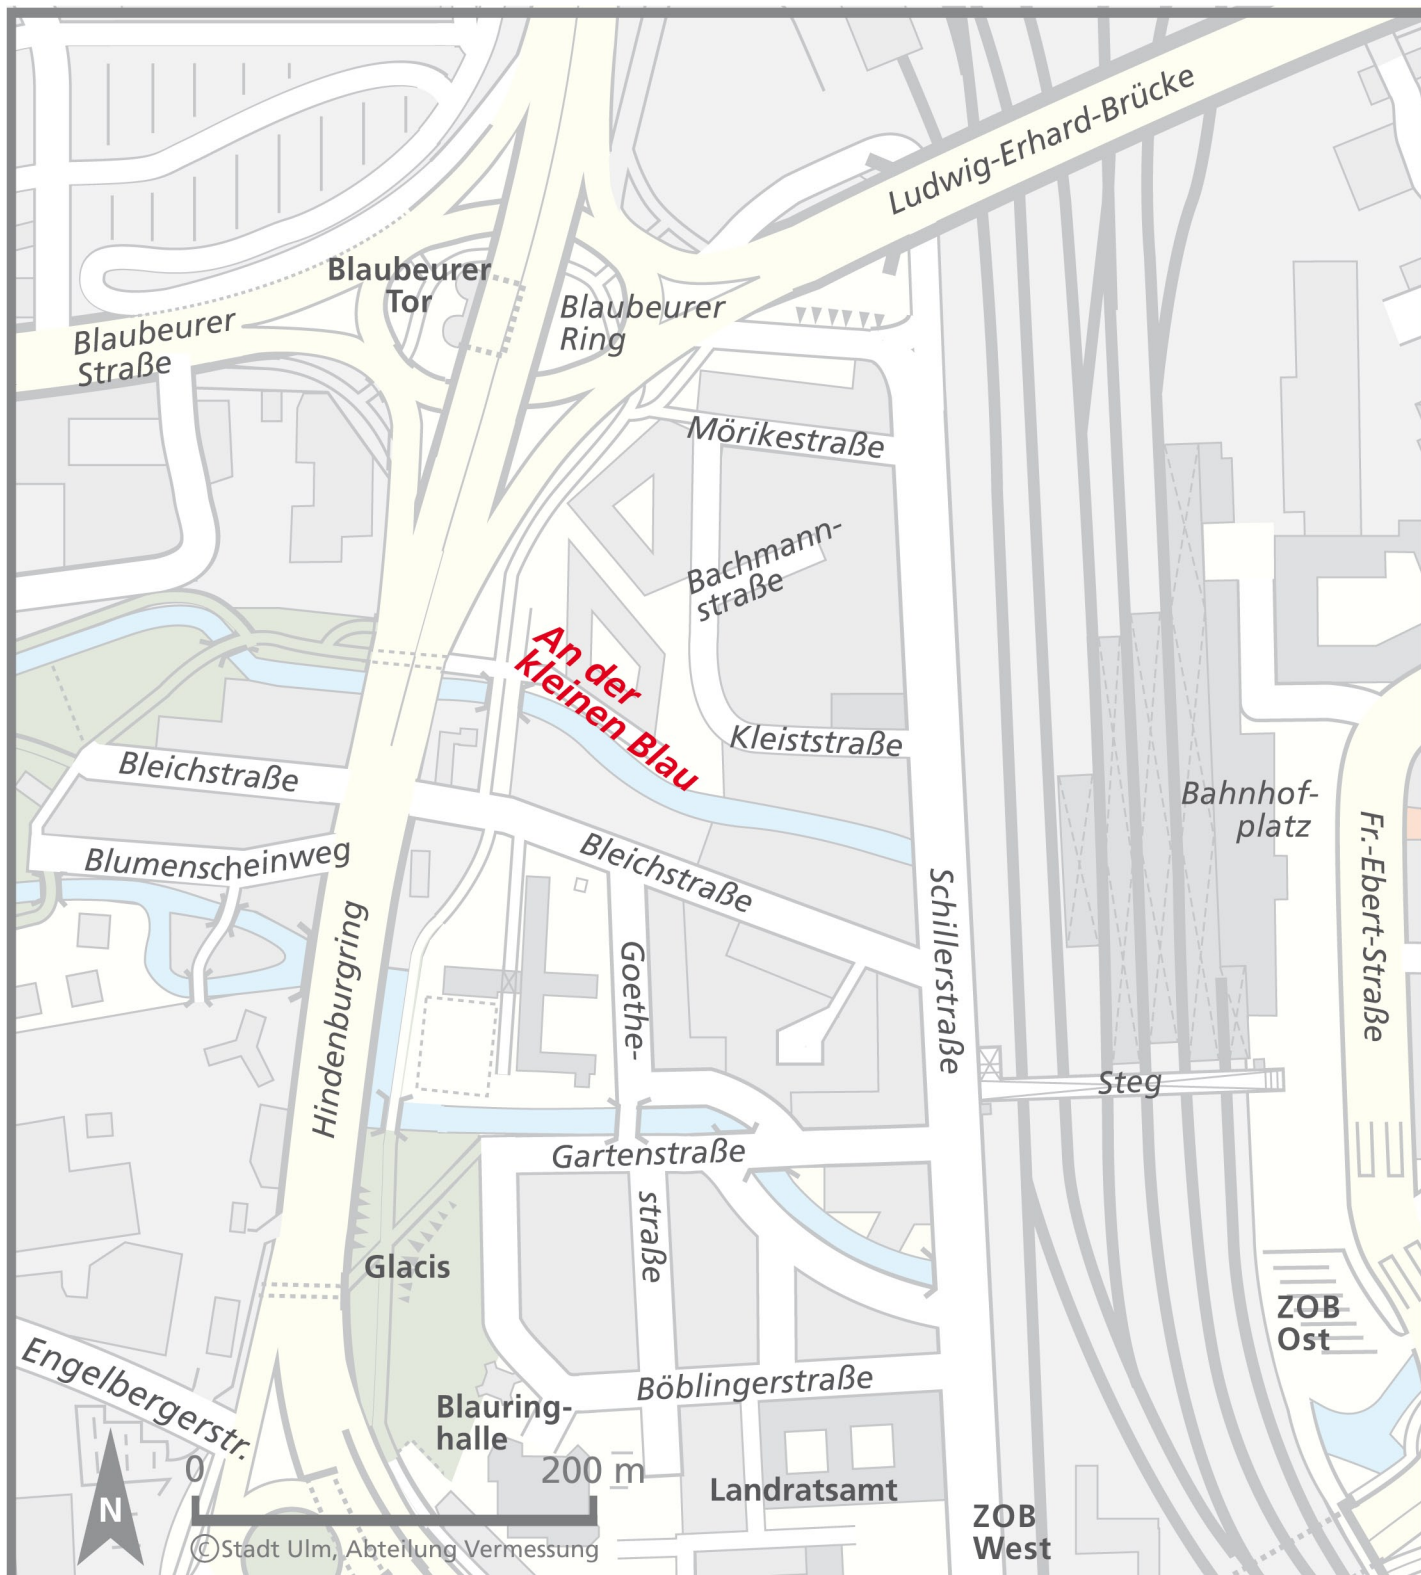 Ludwig-Erhard-Brücke
Blaubeurer
Tor
Blaubeurer
Ring
Blaubeurer
Straße
Mörikestraße
Bachmann-
straße
An der
kleinen Blau
Kleiststraße
Bleichstraße
Bahnhof-
platz
Fr.-Ebert-Straße
Blumenscheinweg
Bleichstraße
Schillerstraße
Hindenburgring
Goethe-
straße
Steg
Gartenstraße
Glacis
ZOB
Ost
Engelbergerstr.
Böblingerstraße
Blauring-
halle
0
200 m
N
Landratsamt
ZOB
West
©Stadt Ulm, Abteilung Vermessung